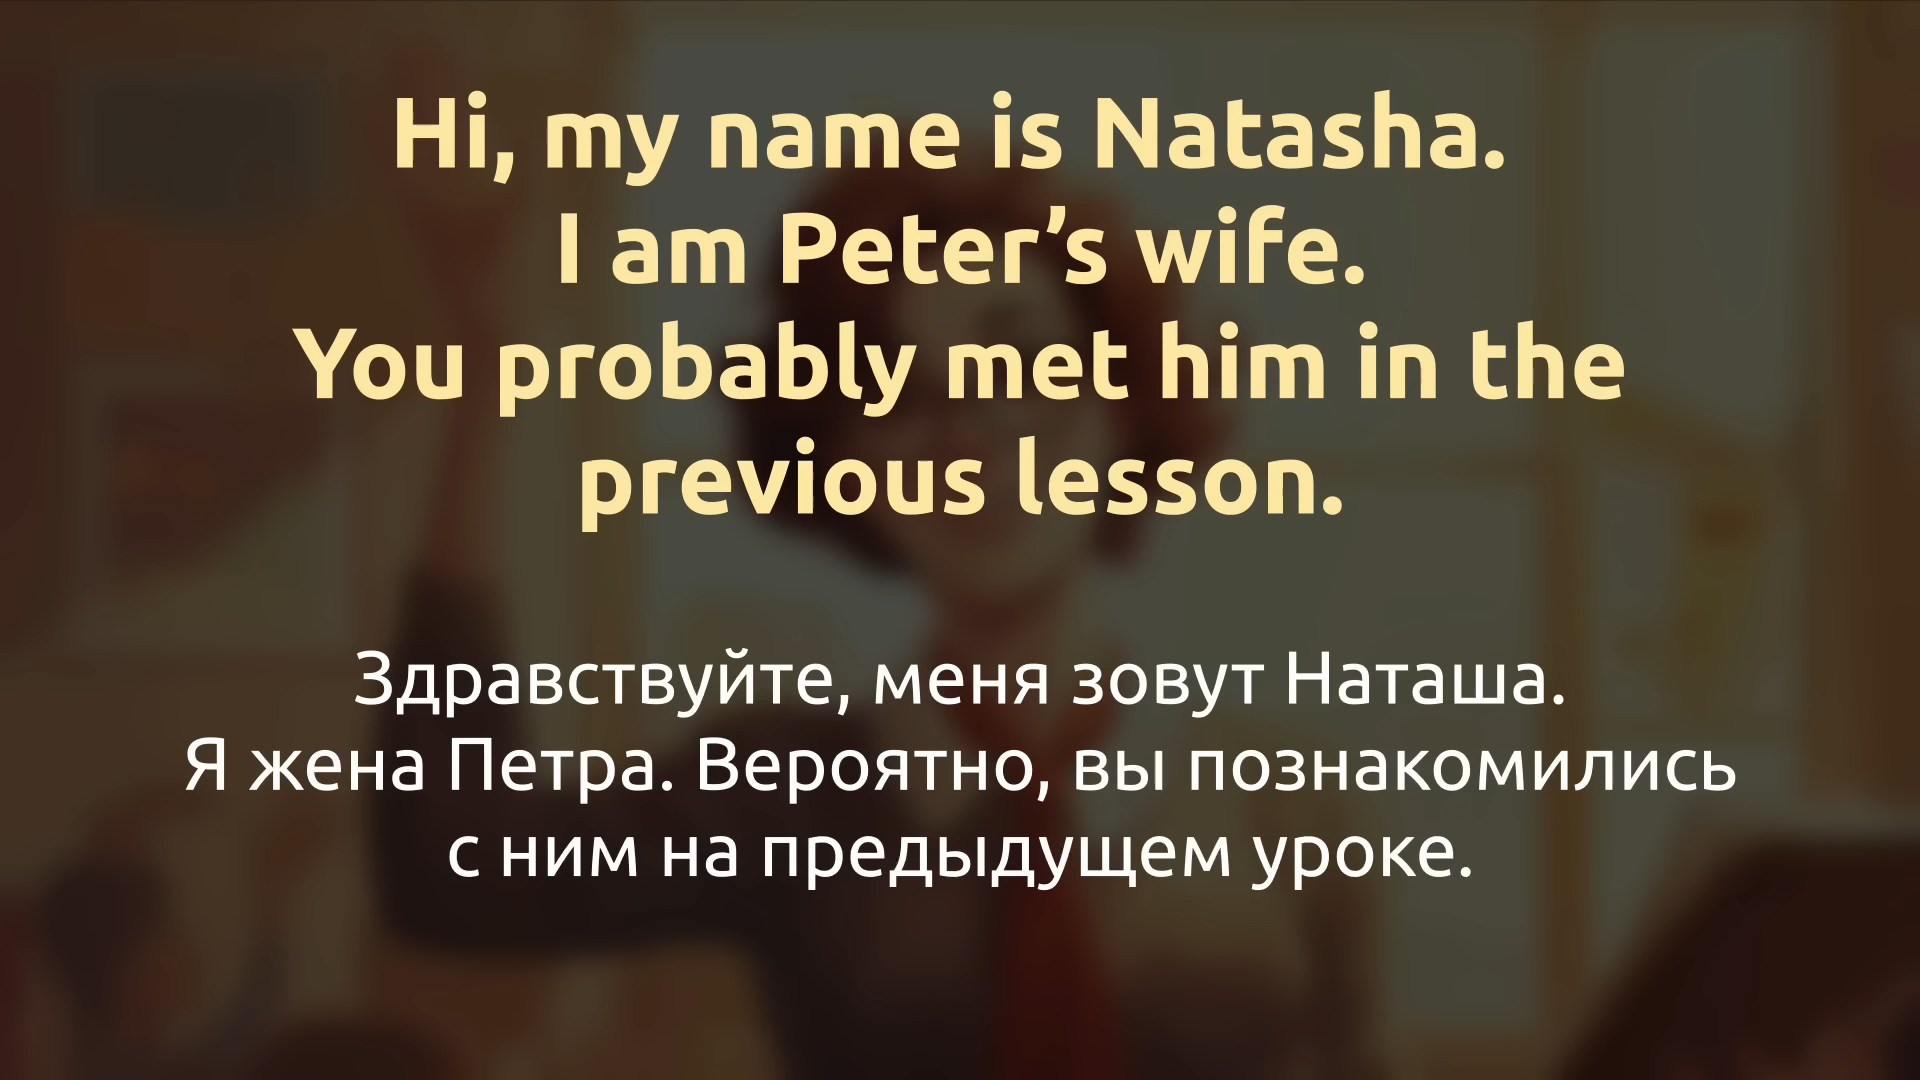 Hi, my name is Natasha.
I am Peter’s wife.
You probably met him in the
previous lesson.
Здравствуйте, меня зовут Наташа.
Я жена Петра. Вероятно, вы познакомились
с ним на предыдущем уроке.